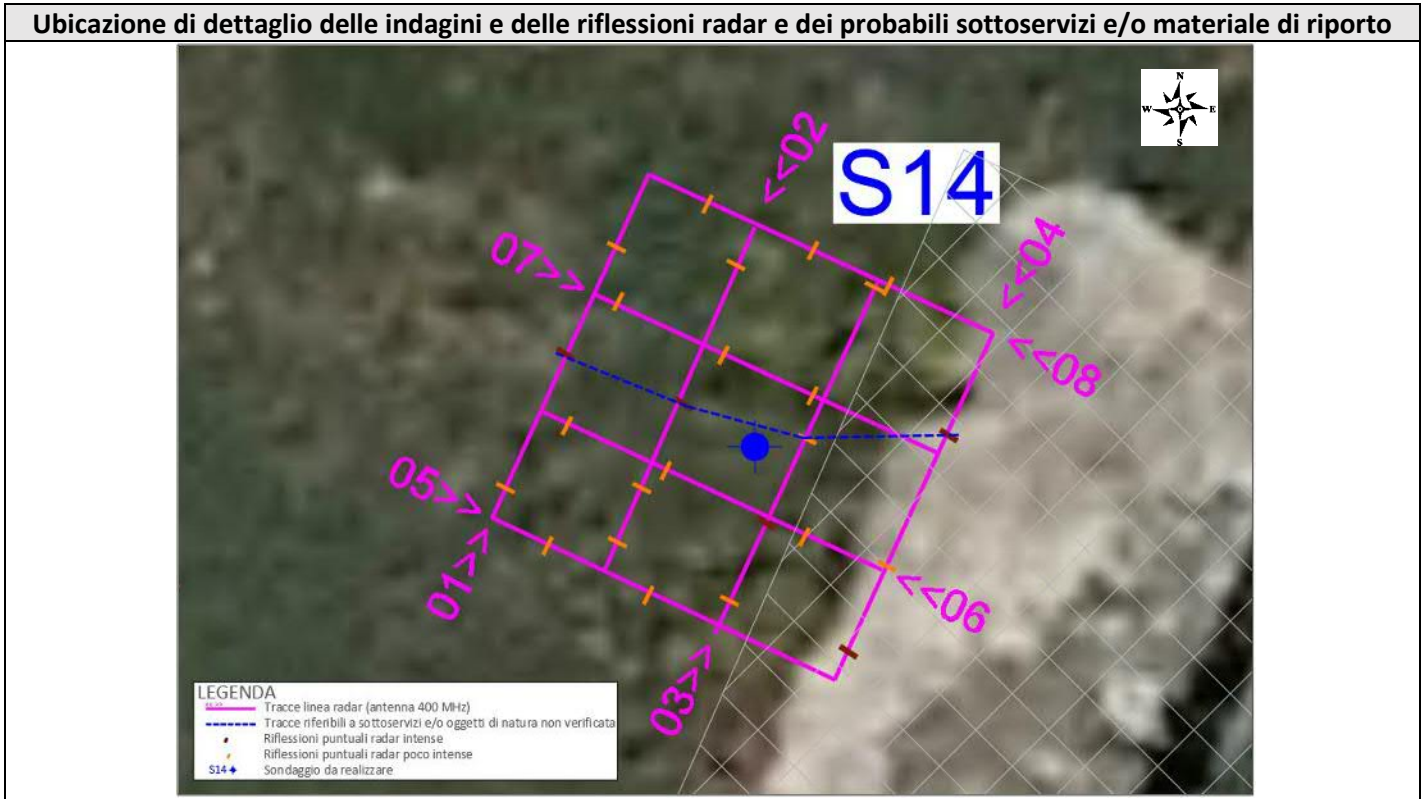 Ubicazione di dettaglio delle indagini e delle riflessioni radar e dei probabili sottoservizi e/o materiale di riporto
N
W E
S
<<02
S14
07>>
<<04
<<08
05>>
01>>
<<06
03>>
LEGENDA
Tracce linea radar (antenna 400 MHz)
Tracce riferibili a sottoservizi e/o oggetti di natura non verificata
Riflessioni puntuali radar intense
Riflessioni puntuali radar poco intense
S14 Sondaggio da realizzare